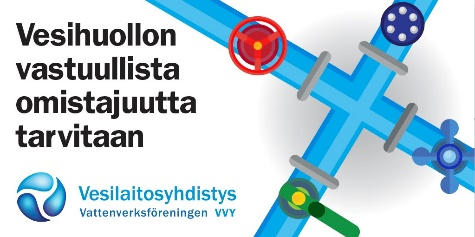 Vesihuollon
vastuullista
omistajuutta
tarvitaan
Vesilaitosyhdistys
Vattenverksföreningen VVY